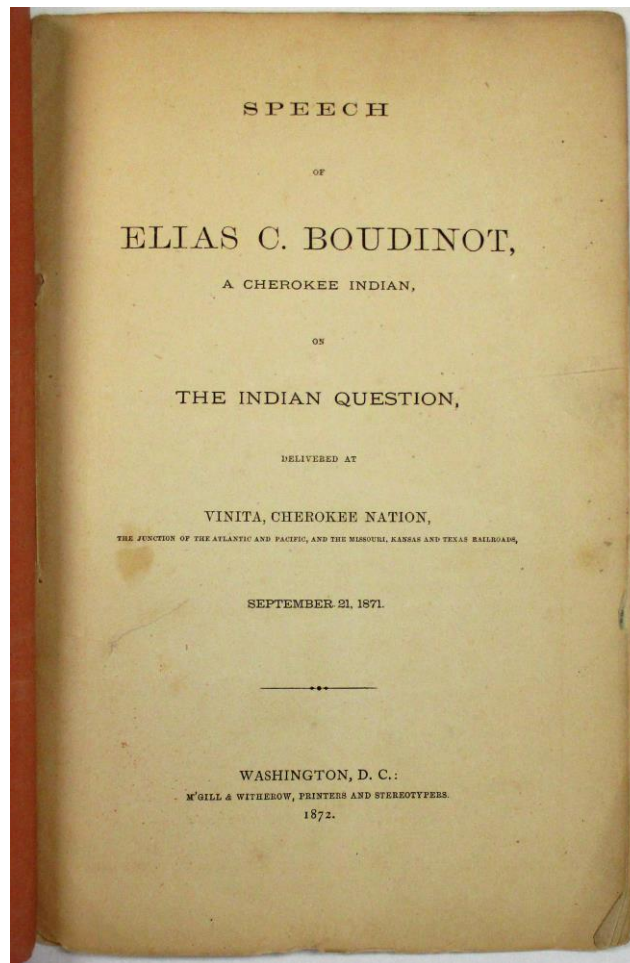 SPEECH
OF
ELIAS C. BOUDINOT,
A CHEROKEE INDIAN,
ON
THE INDIAN QUESTION,
DELIVERED AT
VINITA, CHEROKEE NATION,
THE JUNCTION OF THE ATLANTIC AND PACIFIC, AND THE MISSOURI, KANSAS AND TEXAS RAILROADS,
SEPTEMBER 21, 1871.
WASHINGTON, D. C.:
M'GILL & WITHEROW, PRINTERS AND STEREOTYPERS.
1872.